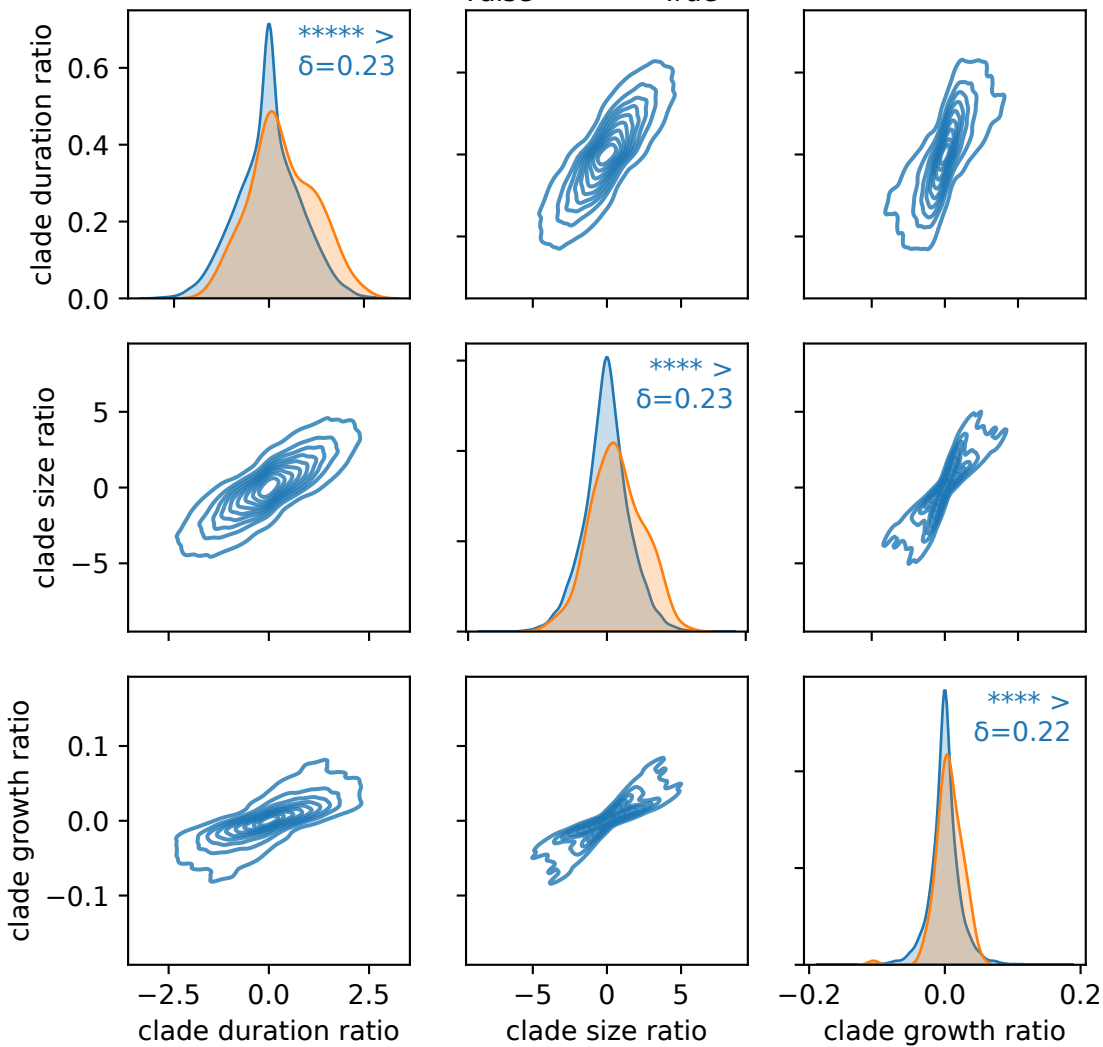 clade duration ratio
0.6
0.4
0.2
0.0
***** >
δ=0.23
clade size ratio
5
0
−5
**** >
δ=0.23
clade growth ratio
0.1
0.0
−0.1
**** >
δ=0.22
−2.5 0.0 2.5
clade duration ratio
−5 0 5
clade size ratio
−0.2 0.0 0.2
clade growth ratio